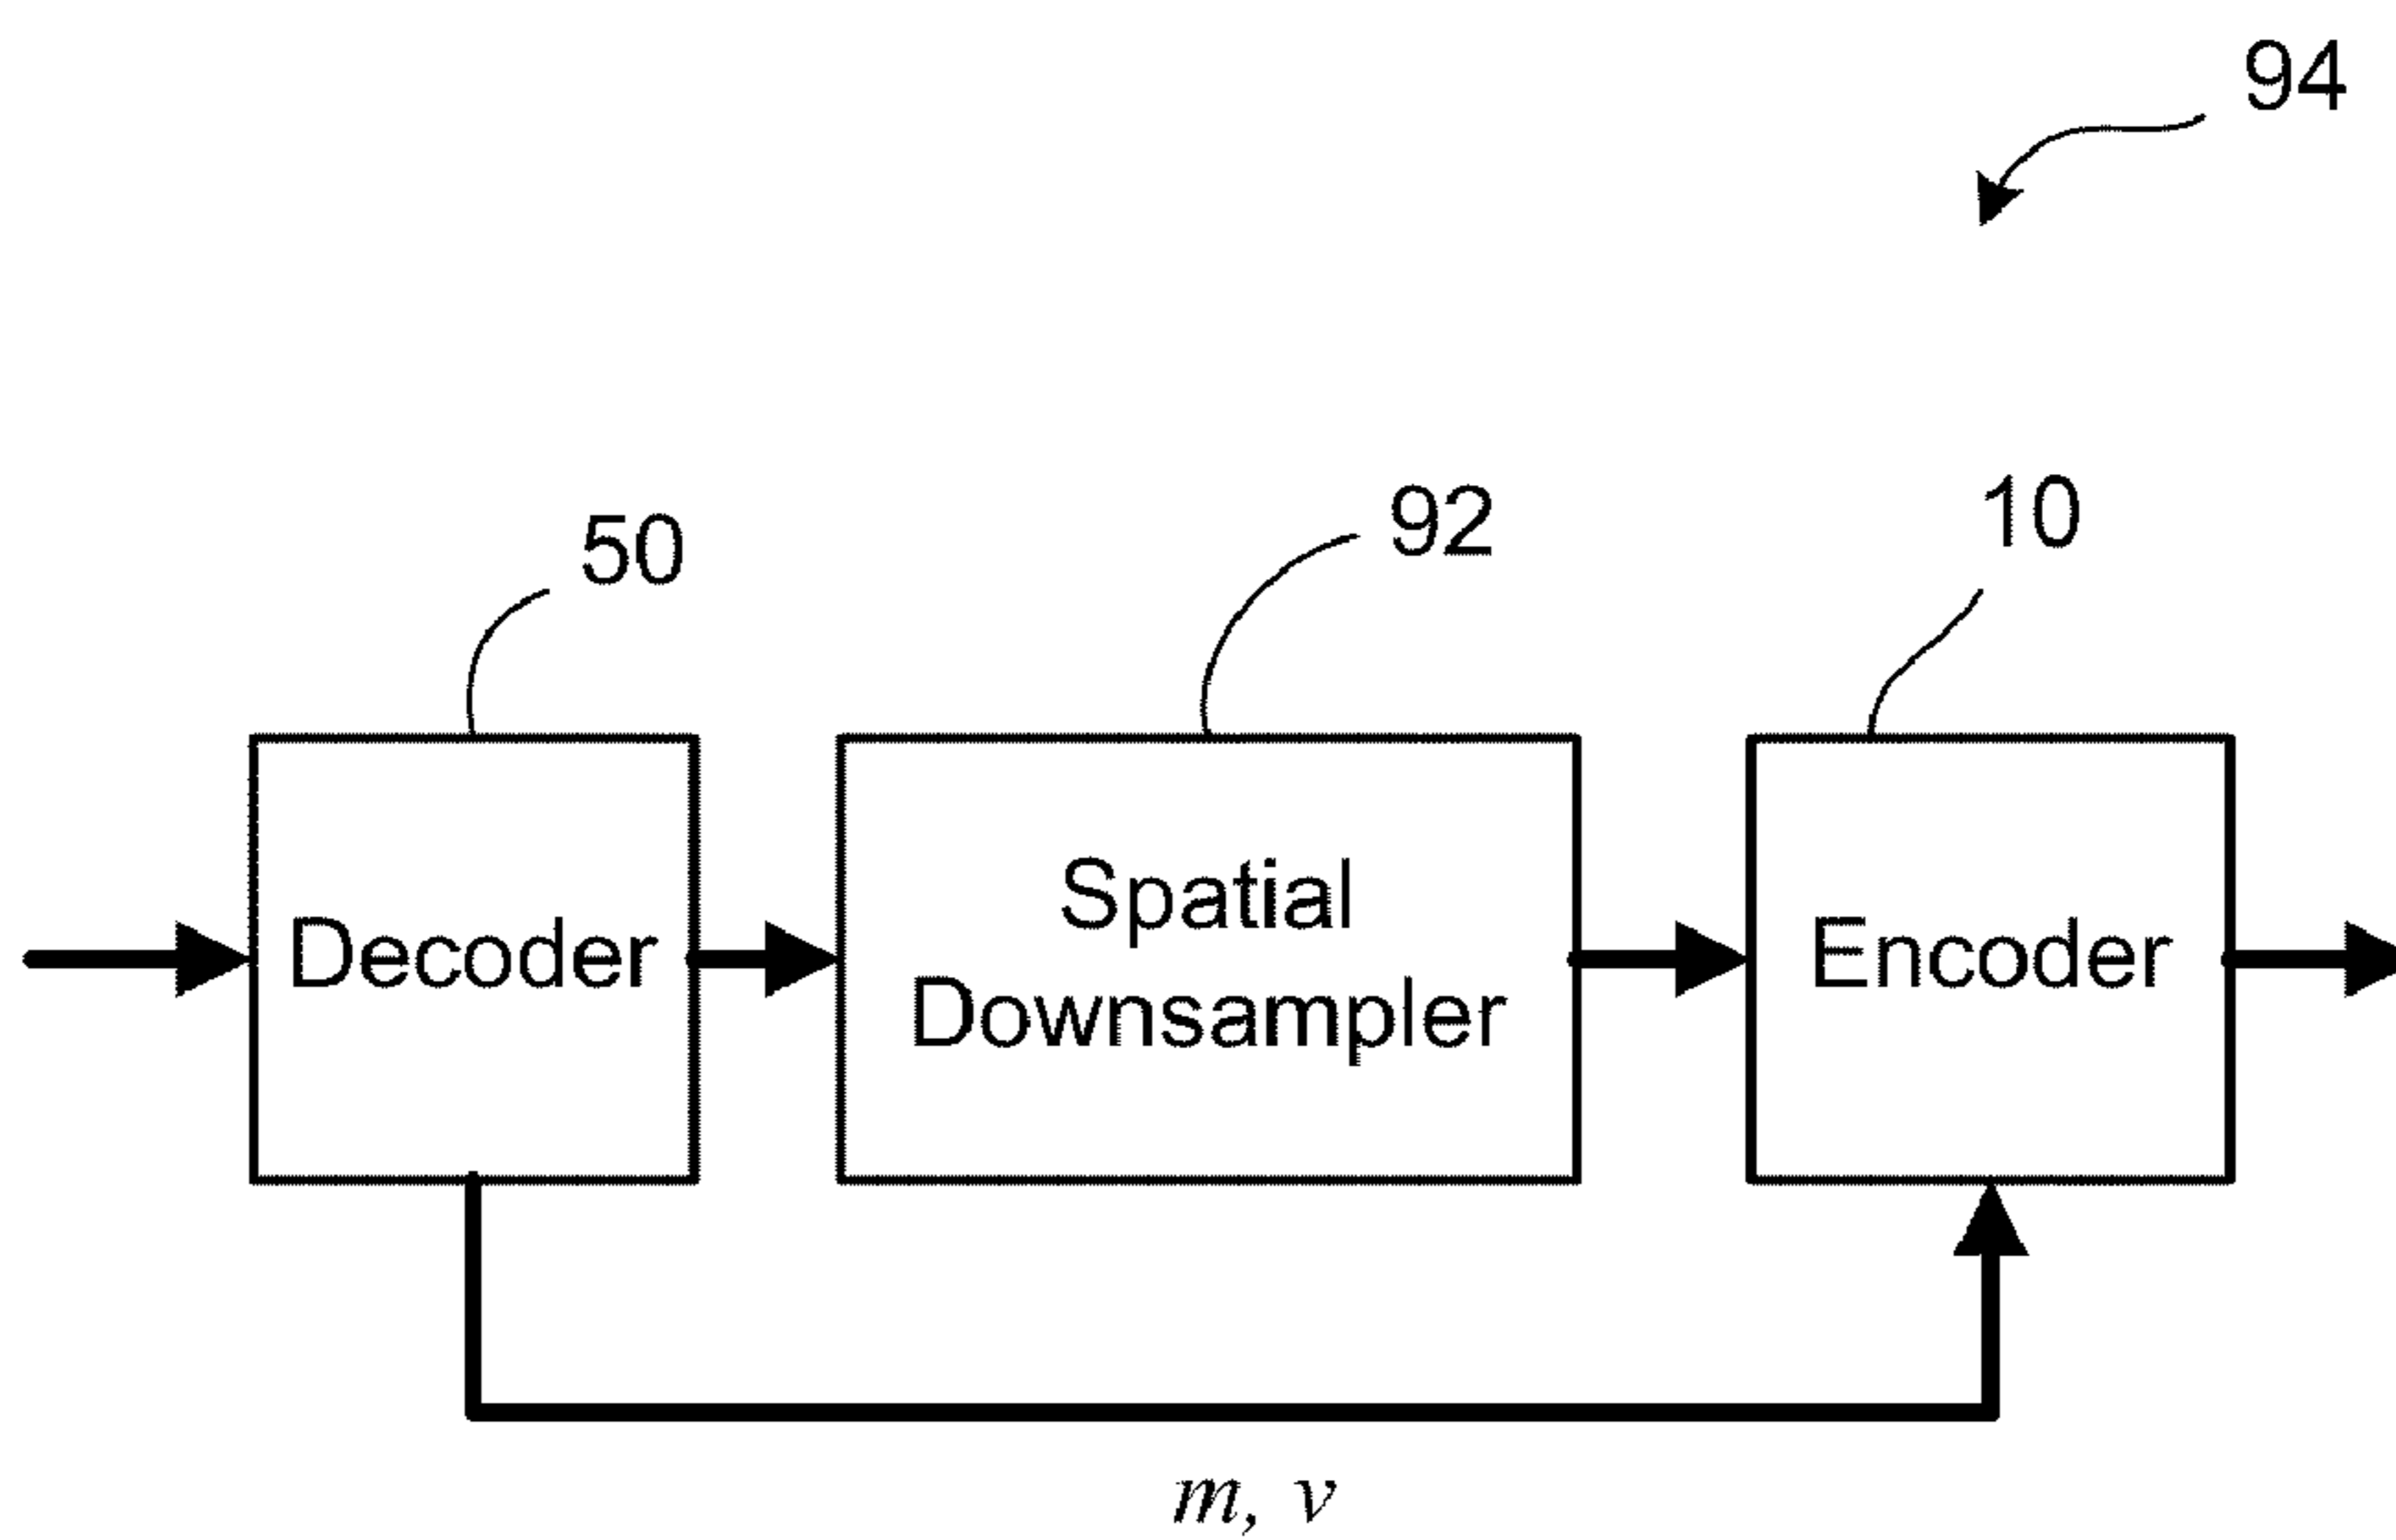 94
50
92
10
Decoder
Spatial
Downsampler
Encoder
m, v